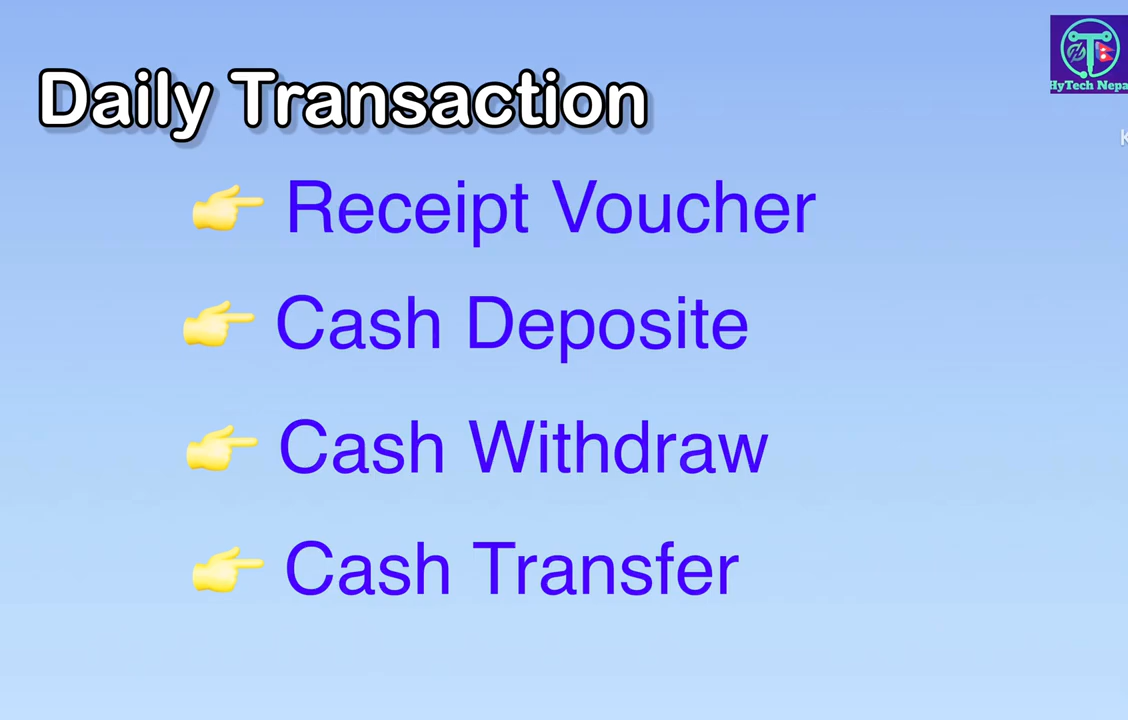 Daily Transaction
👉 Receipt Voucher
👉 Cash Deposite
👉 Cash Withdraw
👉 Cash Transfer
HyTech Nepa
K